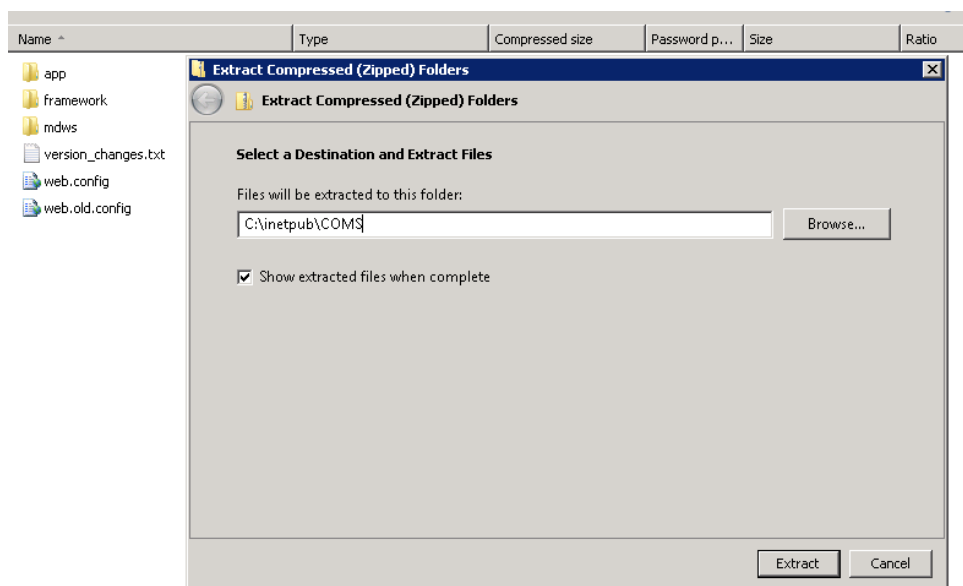 Name Type Compressed size Password p... Size Ratio
app
framework
mdws
version_changes.txt
web.config
web.old.config
Extract Compressed (Zipped) Folders
Extract Compressed (Zipped) Folders
Select a Destination and Extract Files
Files will be extracted to this folder:
C:\inetpub\COMS
Browse...
Show extracted files when complete
Extract Cancel